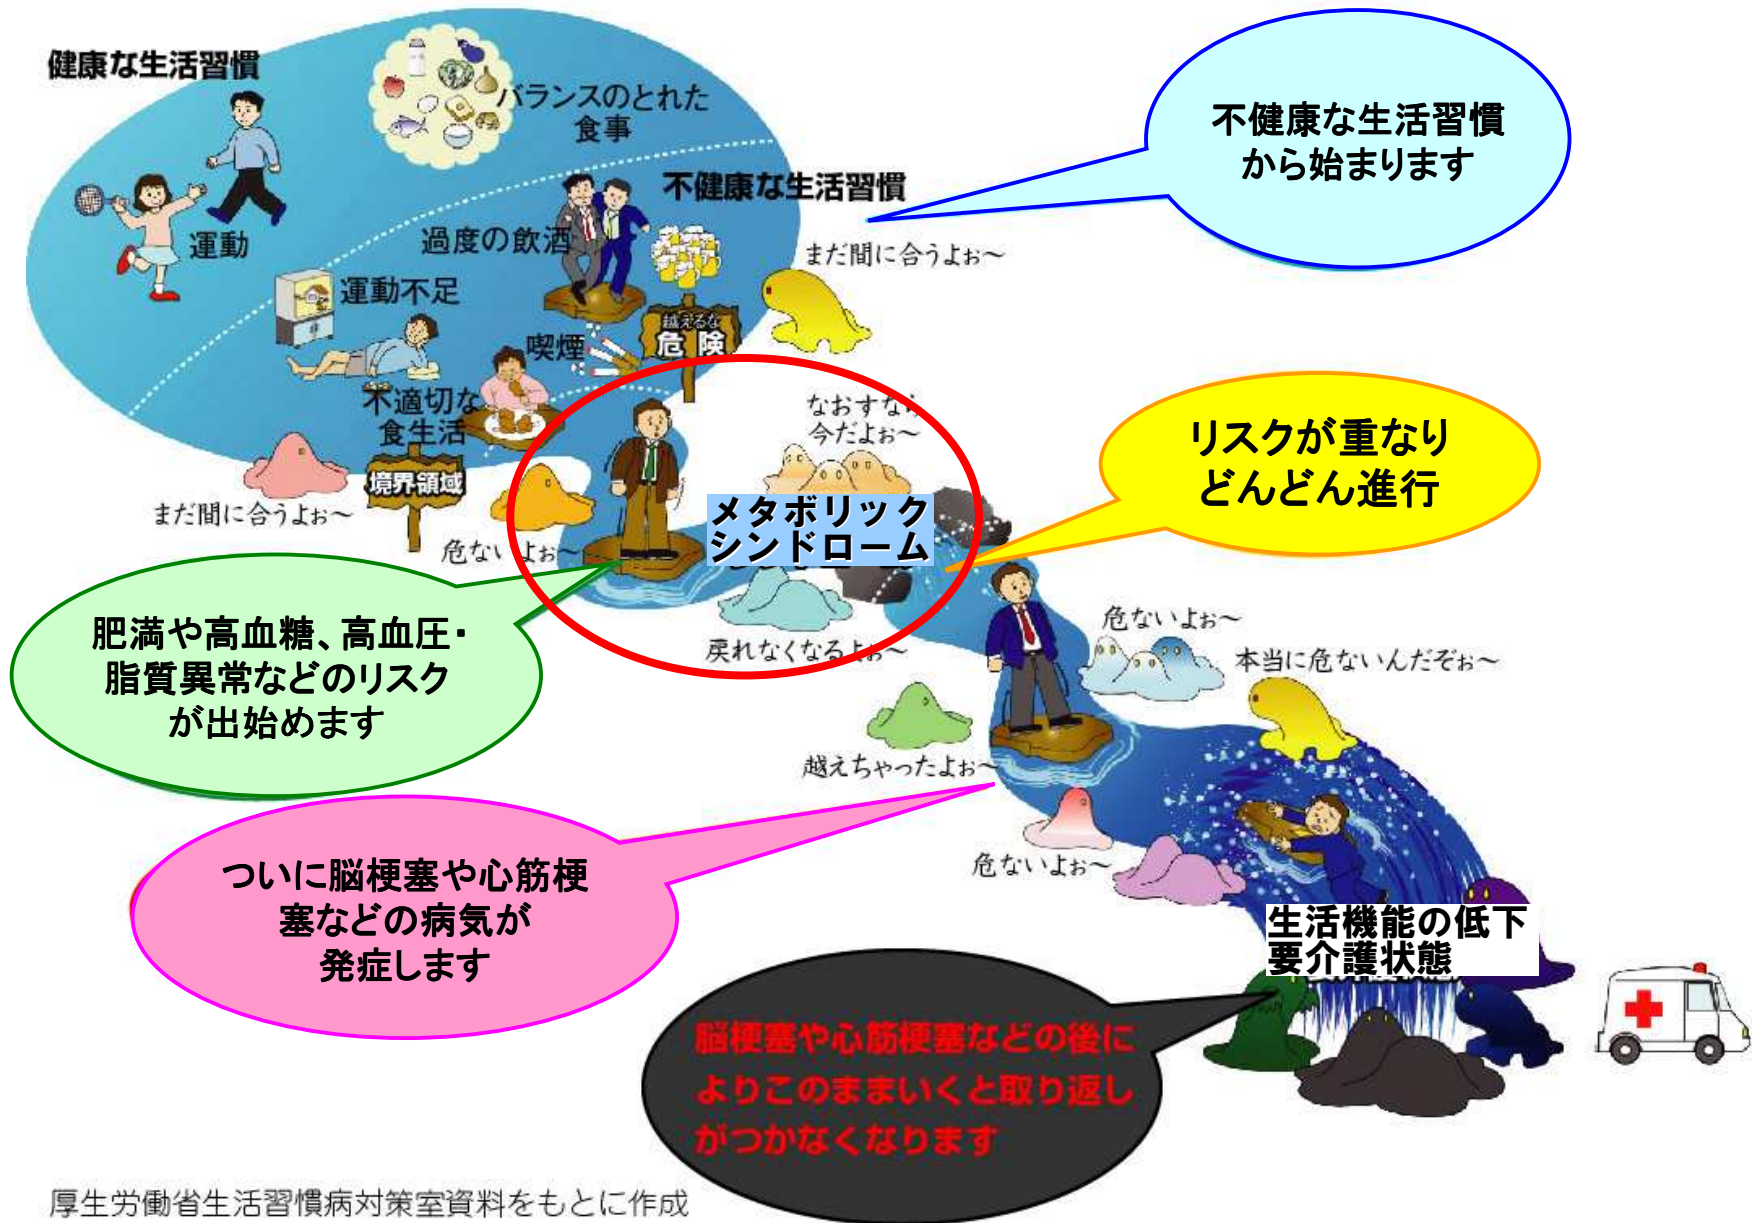 健康な生活習慣
バランスのとれた
食事
運動
不健康な生活習慣
から始まります
不健康な生活習慣
過度の飲酒
まだ間に合うよぉ～
運動不足
越えるな
危険
喫煙
不適切な
食生活
境界領域
まだ間に合うよぉ～
危ないよぉ～
なおすなら
今だよぉ～
メタボリック
シンドローム
リスクが重なり
どんどん進行
肥満や高血糖、高血圧・
脂質異常などのリスク
が出始めます
戻れなくなるよぉ～
危ないよぉ～
本当に危ないんだぞぉ～
越えちゃったよぉ～
危ないよぉ～
ついに脳梗塞や心筋梗
塞などの病気が
発症します
生活機能の低下
要介護状態
脳梗塞や心筋梗塞などの後に
よりこのままいくと取り返し
がつかなくなります
厚生労働省生活習慣病対策室資料をもとに作成